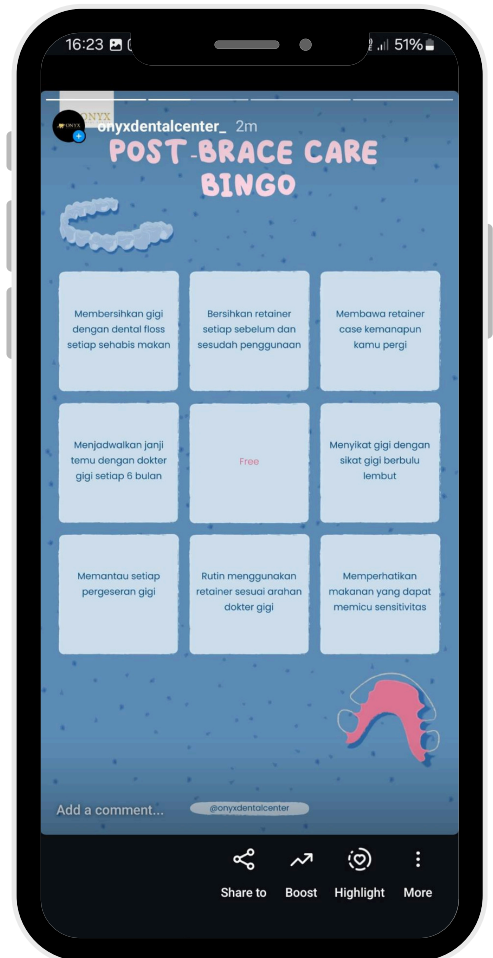 16:23
51%
ONYX
onyxdentalcenter_ 2m
POST-BRACE CARE
BINGO
Membersihkan gigi
dengan dental floss
setiap sehabis makan
Bersihkan retainer
setiap sebelum dan
sesudah penggunaan
Membawa retainer
case kemanapun
kamu pergi
Menjadwalkan janji
temu dengan dokter
gigi setiap 6 bulan
Free
Menyikat gigi dengan
sikat gigi berbulu
lembut
Memantau setiap
pergeseran gigi
Rutin menggunakan
retainer sesuai arahan
dokter gigi
Memperhatikan
makanan yang dapat
memicu sensitivitas
Add a comment...
@onyxdentalcenter
Share to
Boost
Highlight
More